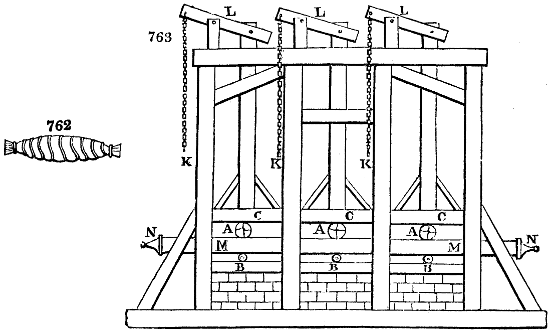 L L L
763
762
K K K
C C C
A A A
N M M N
B B B